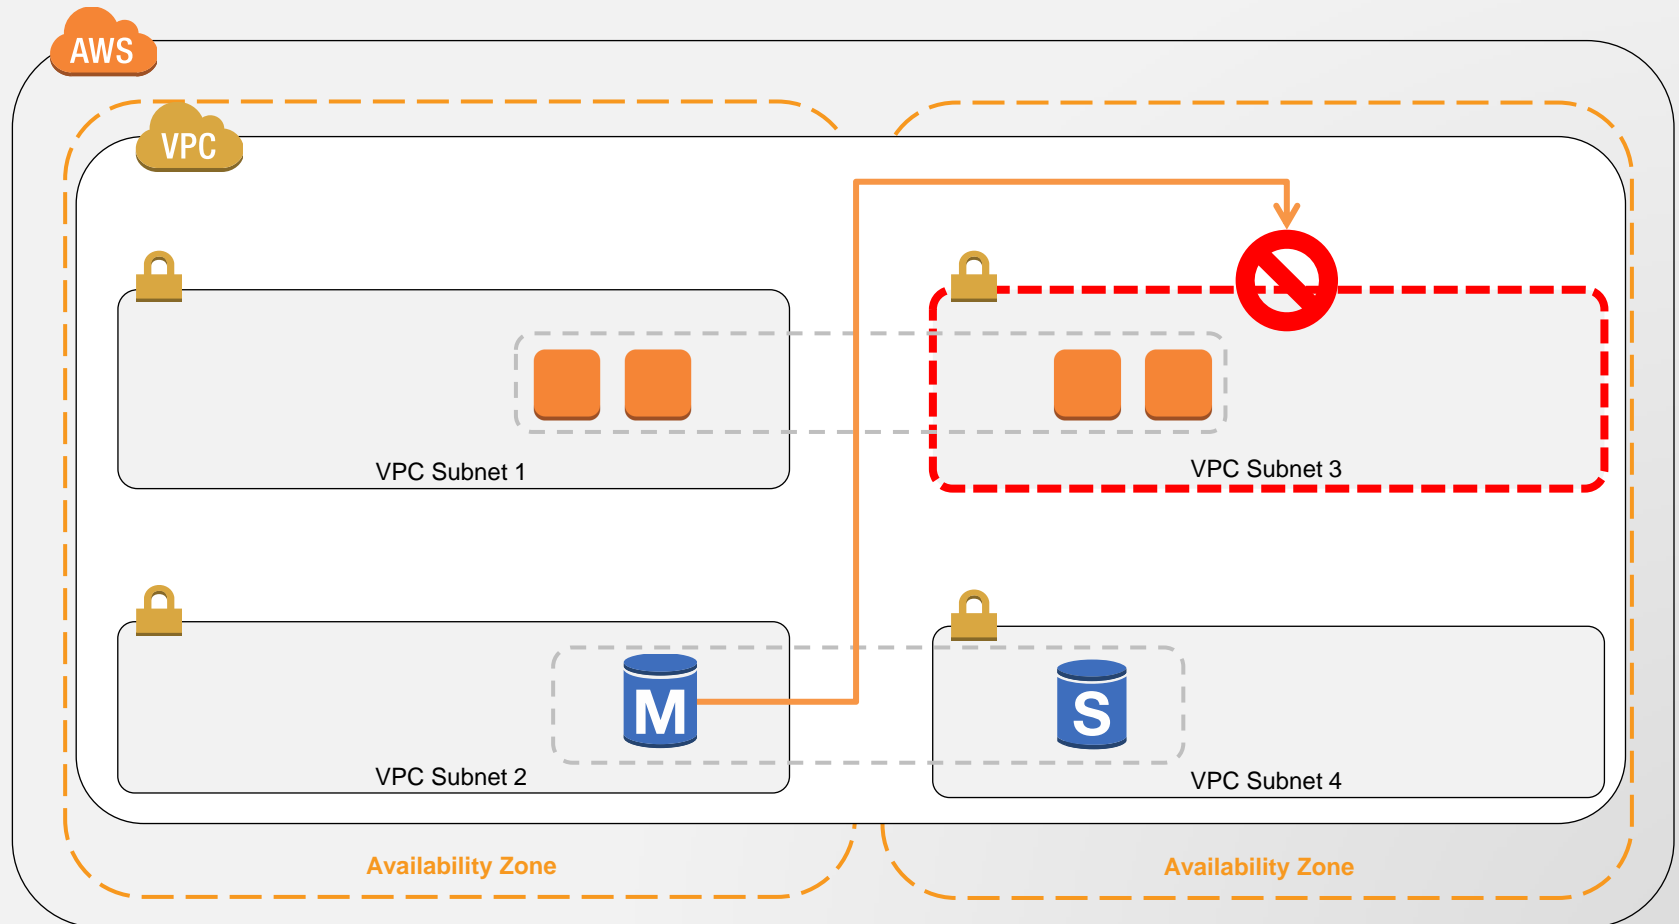 AWS
VPC
VPC Subnet 1
VPC Subnet 3
M
S
VPC Subnet 2
VPC Subnet 4
Availability Zone
Availability Zone